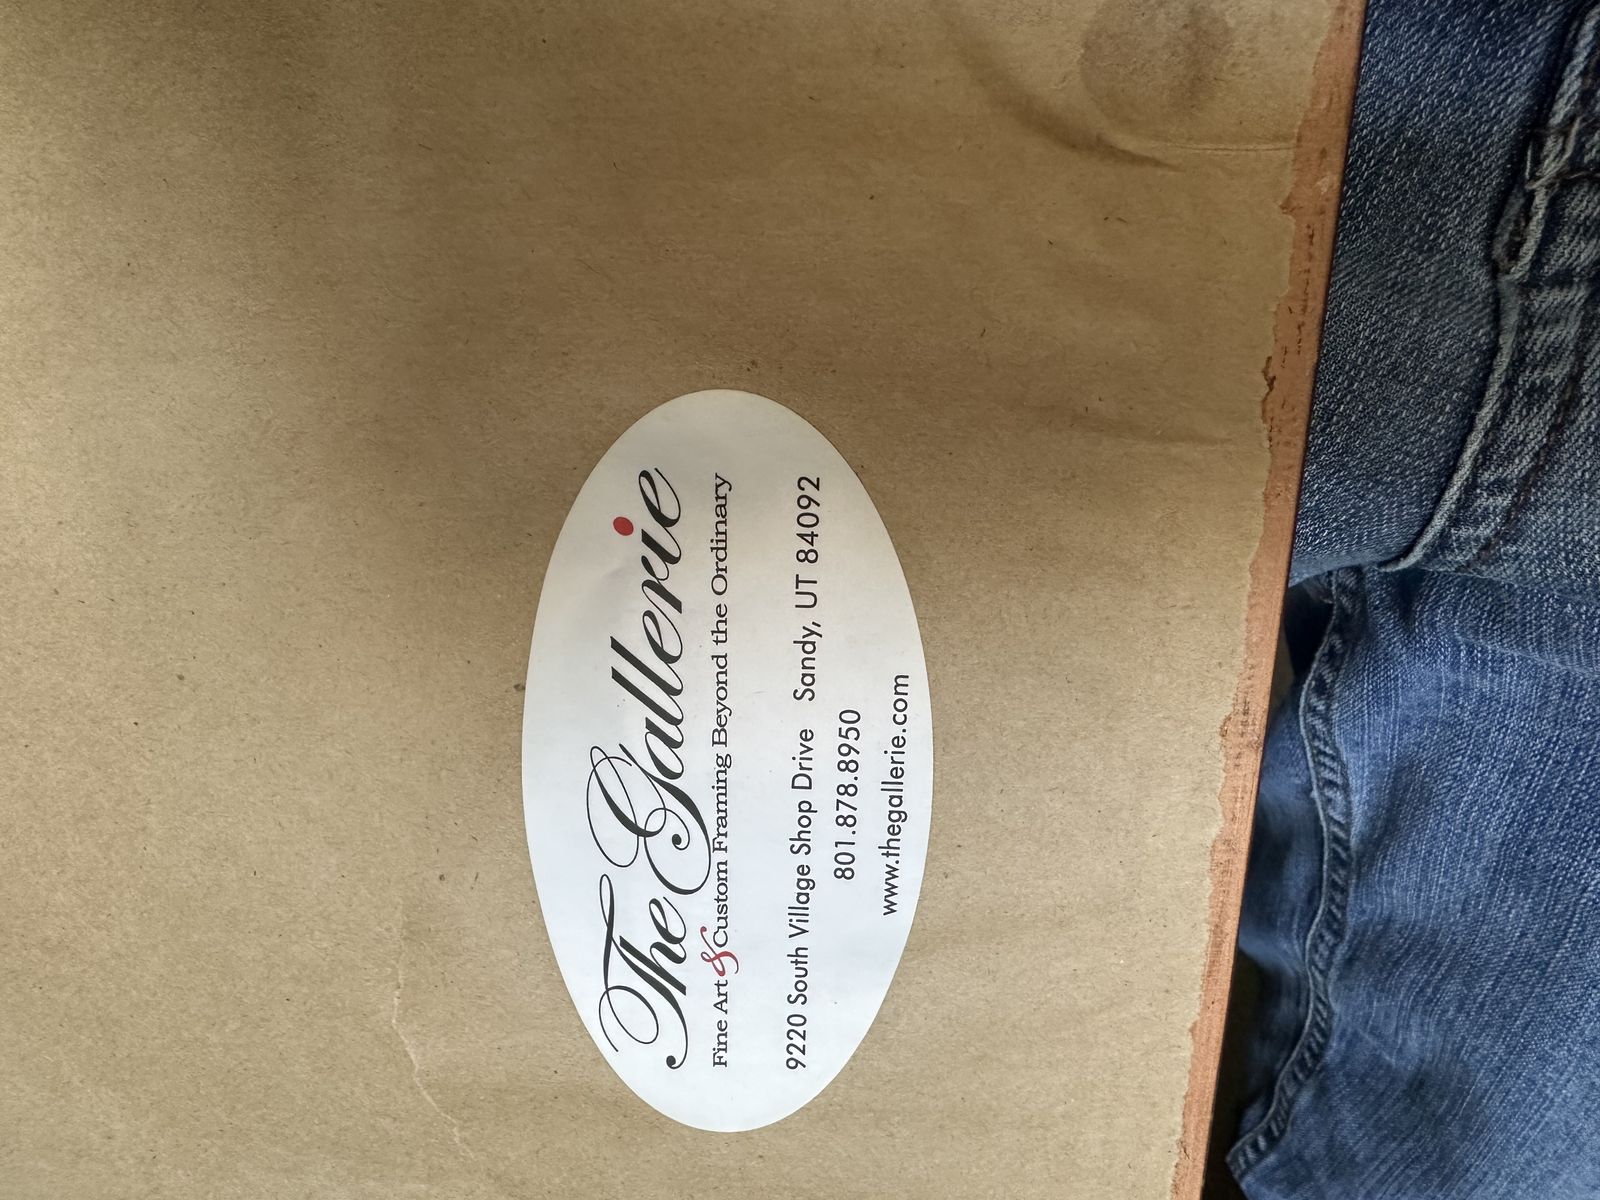 The Gallerie
Fine Art & Custom Framing Beyond the Ordinary
9220 South Village Shop Drive Sandy, UT 84092
801.878.8950
www.thegallerie.com